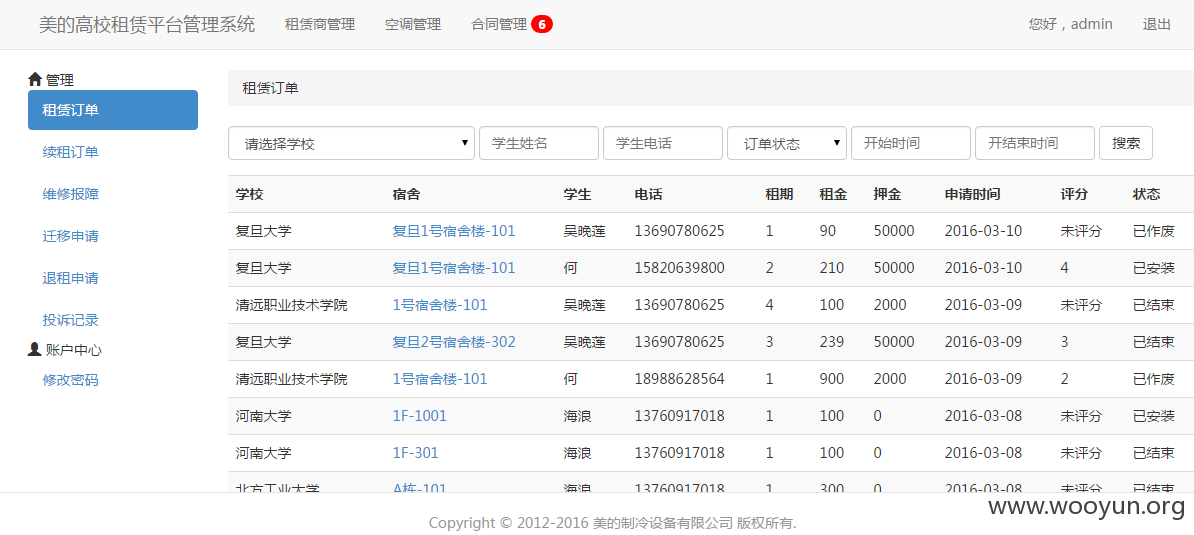 美的高校租赁平台管理系统 租赁商管理 空调管理 合同管理 6 您好，admin 退出
管理
租赁订单
续租订单
维修报障
迁移申请
退租申请
投诉记录
账户中心
修改密码
租赁订单
请选择学校 学生姓名 学生电话 订单状态 开始时间 开结束时间 搜索
学校 宿舍 学生 电话 租期 租金 押金 申请时间 评分 状态
复旦大学 复旦1号宿舍楼-101 吴晚莲 13690780625 1 90 50000 2016-03-10 未评分 已作废
复旦大学 复旦1号宿舍楼-101 何 15820639800 2 210 50000 2016-03-10 4 已安装
清远职业技术学院 1号宿舍楼-101 吴晚莲 13690780625 4 100 2000 2016-03-09 未评分 已结束
复旦大学 复旦2号宿舍楼-302 吴晚莲 13690780625 3 239 50000 2016-03-09 3 已结束
清远职业技术学院 1号宿舍楼-101 何 18988628564 1 900 2000 2016-03-09 2 已作废
河南大学 1F-1001 海浪 13760917018 1 100 0 2016-03-08 未评分 已安装
河南大学 1F-301 海浪 13760917018 1 100 0 2016-03-08 未评分 已结束
北方工业大学 A栋-101 海浪 13760917018 1 300 0 2016-03-08 未评分 已结束
Copyright © 2012-2016 美的制冷设备有限公司 版权所有.
www.wooyun.org